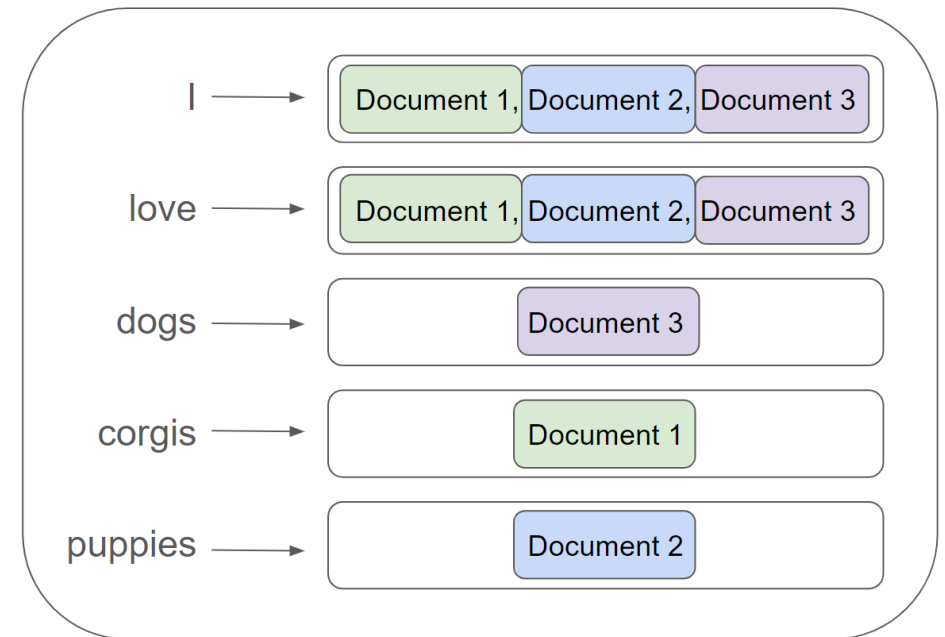 I Document 1, Document 2, Document 3
love Document 1, Document 2, Document 3
dogs Document 3
corgis Document 1
puppies Document 2